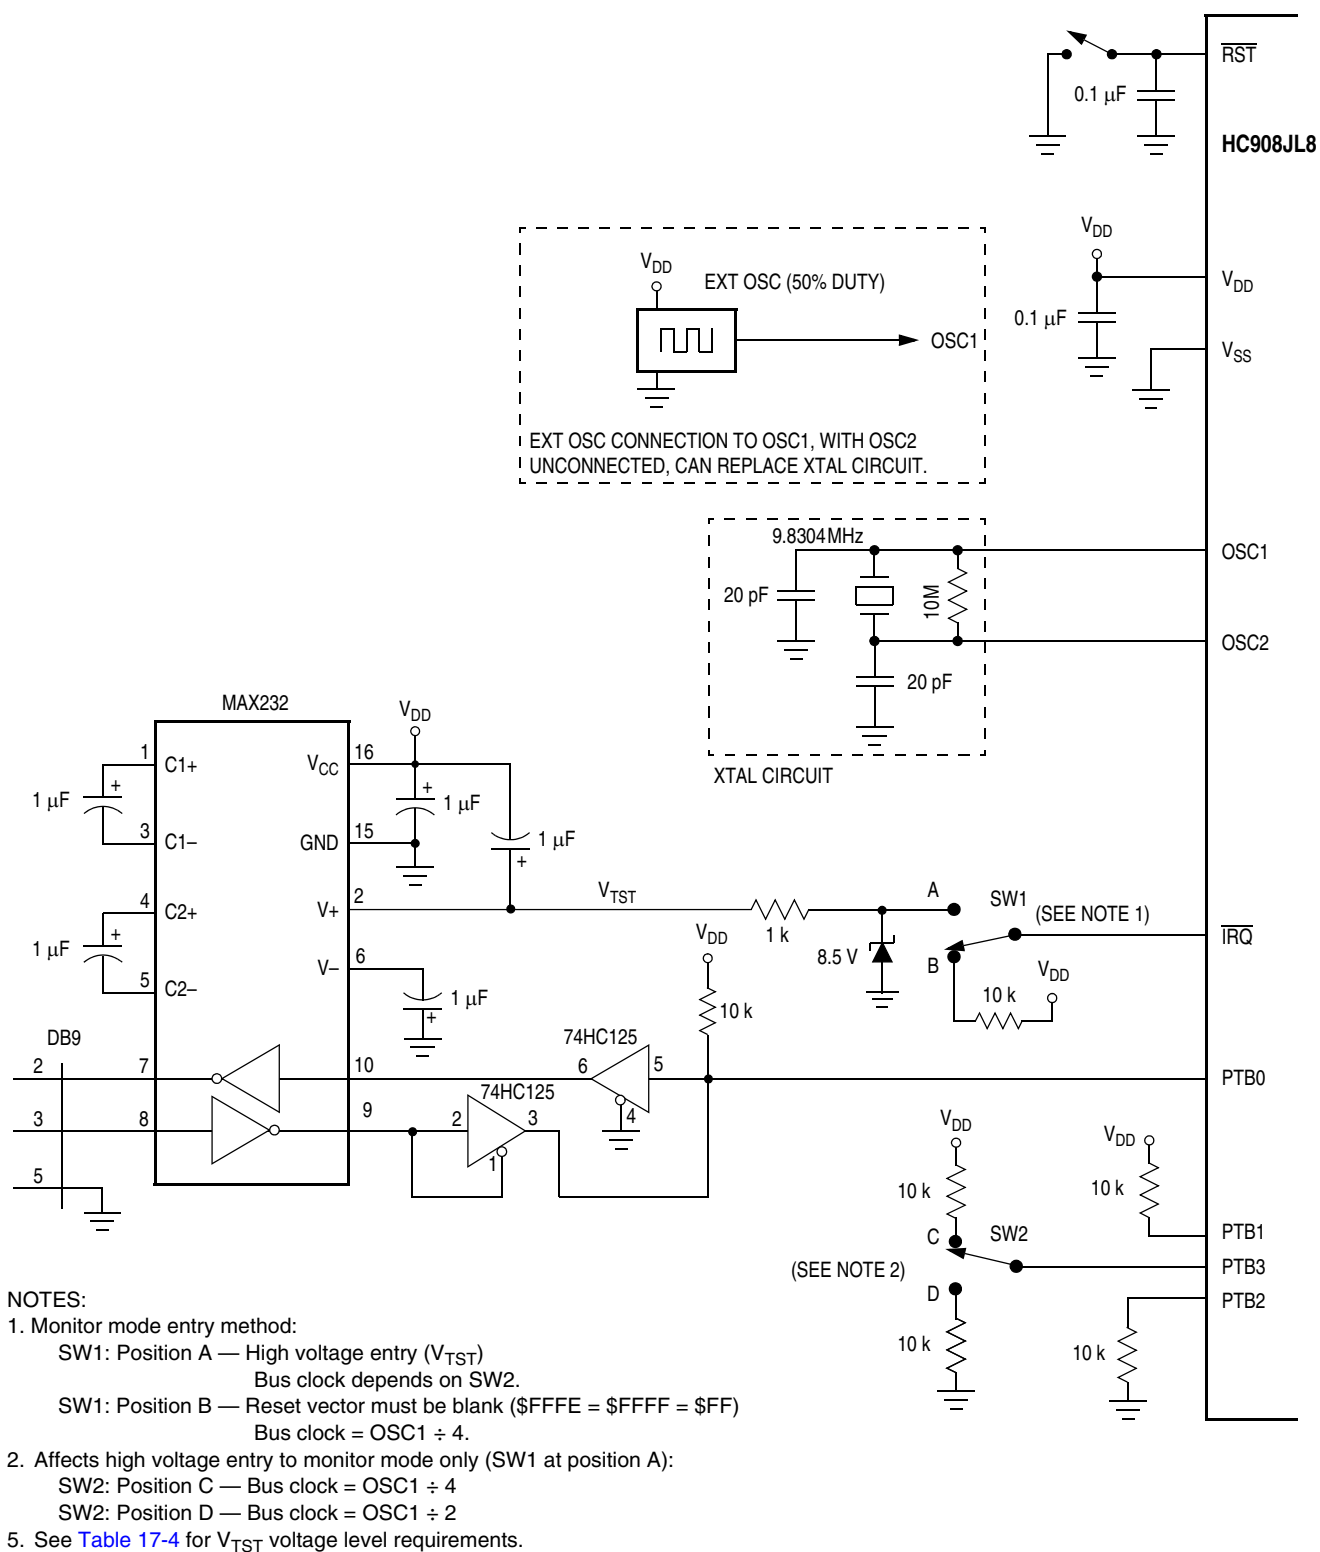 RST
0.1 µF
HC908JL8
VDD
VDD
EXT OSC (50% DUTY)
VDD
0.1 µF
OSC1
VSS
EXT OSC CONNECTION TO OSC1, WITH OSC2
UNCONNECTED, CAN REPLACE XTAL CIRCUIT.
9.8304MHz
OSC1
20 pF
10M
OSC2
20 pF
XTAL CIRCUIT
MAX232
VDD
1
C1+
VCC
16
1 µF
+
+
1 µF
3
C1–
GND
15
1 µF
+
4
C2+
V+
2
VTST
1 k
A
SW1
(SEE NOTE 1)
IRQ
1 µF
+
VDD
8.5 V
B
VDD
V–
6
5
C2–
1 µF
+
10 k
10 k
DB9
74HC125
2
7
10
6
5
PTB0
74HC125
4
3
8
9
2
3
1
5
VDD
VDD
10 k
10 k
C
SW2
PTB1
(SEE NOTE 2)
PTB3
D
PTB2
10 k
10 k
NOTES:
1. Monitor mode entry method:
SW1: Position A — High voltage entry (VTST)
Bus clock depends on SW2.
SW1: Position B — Reset vector must be blank ($FFFE = $FFFF = $FF)
Bus clock = OSC1 ÷ 4.
2. Affects high voltage entry to monitor mode only (SW1 at position A):
SW2: Position C — Bus clock = OSC1 ÷ 4
SW2: Position D — Bus clock = OSC1 ÷ 2
5. See Table 17-4 for VTST voltage level requirements.